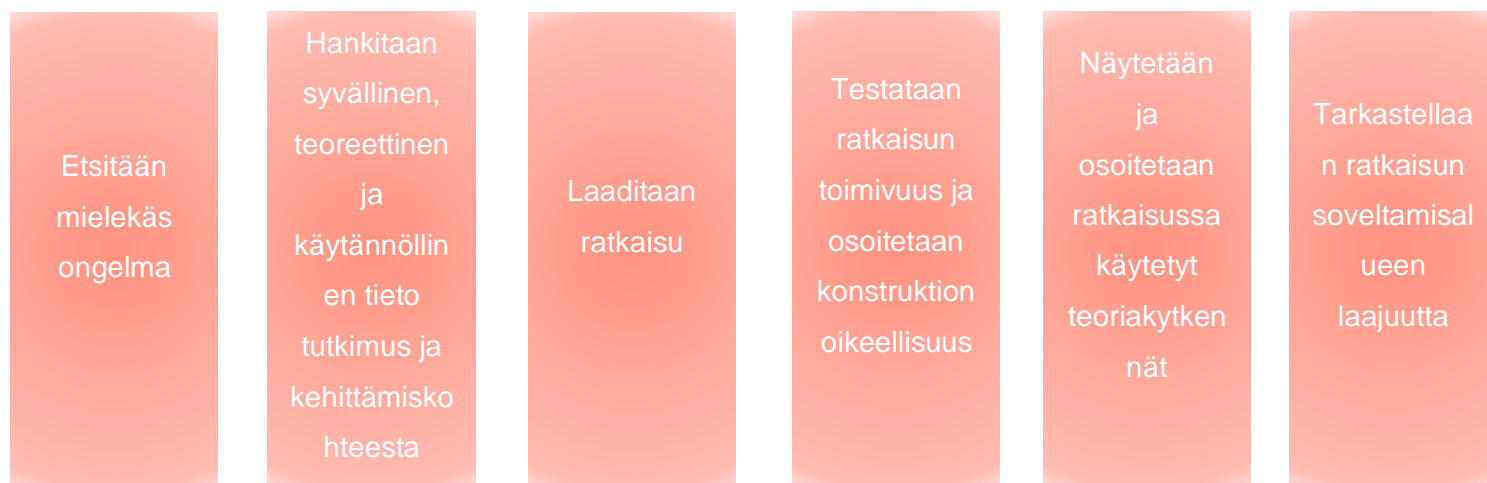 Etsitään
mielekäs
ongelma
Hankitaan
syvällinen,
teoreettinen
ja
käytännöllin
en tieto
tutkimus ja
kehittämisko
hteesta
Laaditaan
ratkaisu
Testataan
ratkaisun
toimivuus ja
osoitetaan
konstruktion
oikeellisuus
Näytetään
ja
osoitetaan
ratkaisussa
käytetyt
teoriakytken
nät
Tarkastellaa
n ratkaisun
soveltamisal
ueen
laajuutta